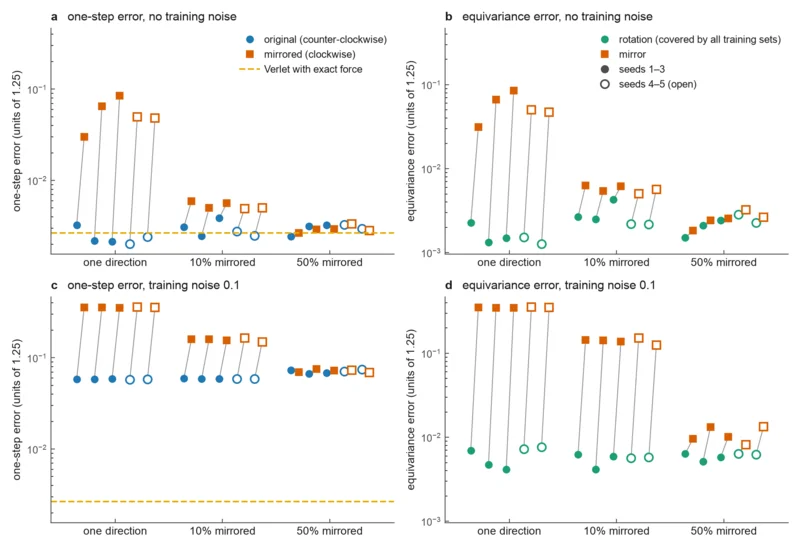 a one-step error, no training noise
original (counter-clockwise)
mirrored (clockwise)
Verlet with exact force
one-step error (units of 1.25)
10⁻¹
10⁻²
one direction
10% mirrored
50% mirrored
b equivariance error, no training noise
rotation (covered by all training sets)
mirror
seeds 1–3
seeds 4–5 (open)
equivariance error (units of 1.25)
10⁻¹
10⁻²
10⁻³
one direction
10% mirrored
50% mirrored
c one-step error, training noise 0.1
one-step error (units of 1.25)
10⁻¹
10⁻²
one direction
10% mirrored
50% mirrored
d equivariance error, training noise 0.1
equivariance error (units of 1.25)
10⁻¹
10⁻²
10⁻³
one direction
10% mirrored
50% mirrored